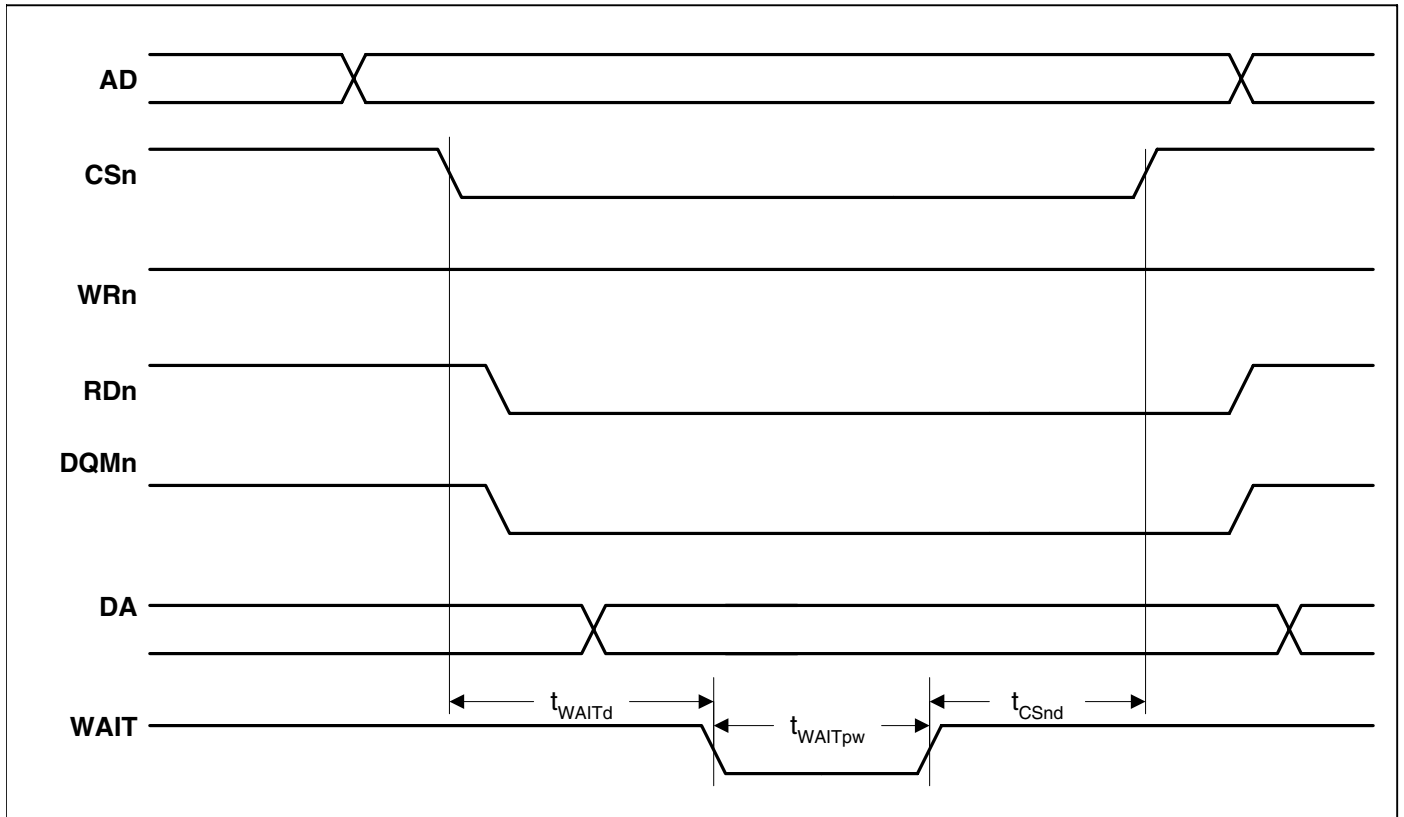 AD
CSn
WRn
RDn
DQMn
DA
tWAITd
tCSnd
WAIT
tWAITpw